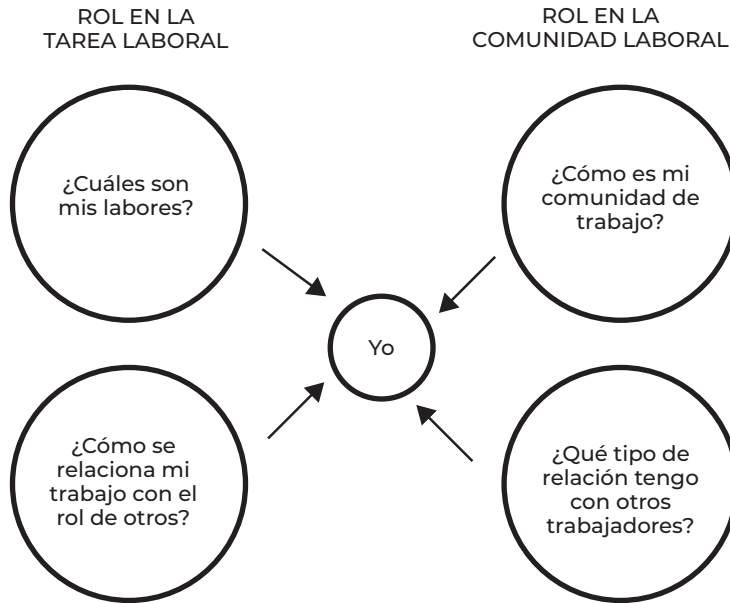 ROL EN LA
TAREA LABORAL
ROL EN LA
COMUNIDAD LABORAL
¿Cuáles son
mis labores?
¿Cómo es mi
comunidad de
trabajo?
Yo
¿Cómo se
relaciona mi
trabajo con el
rol de otros?
¿Qué tipo de
relación tengo
con otros
trabajadores?